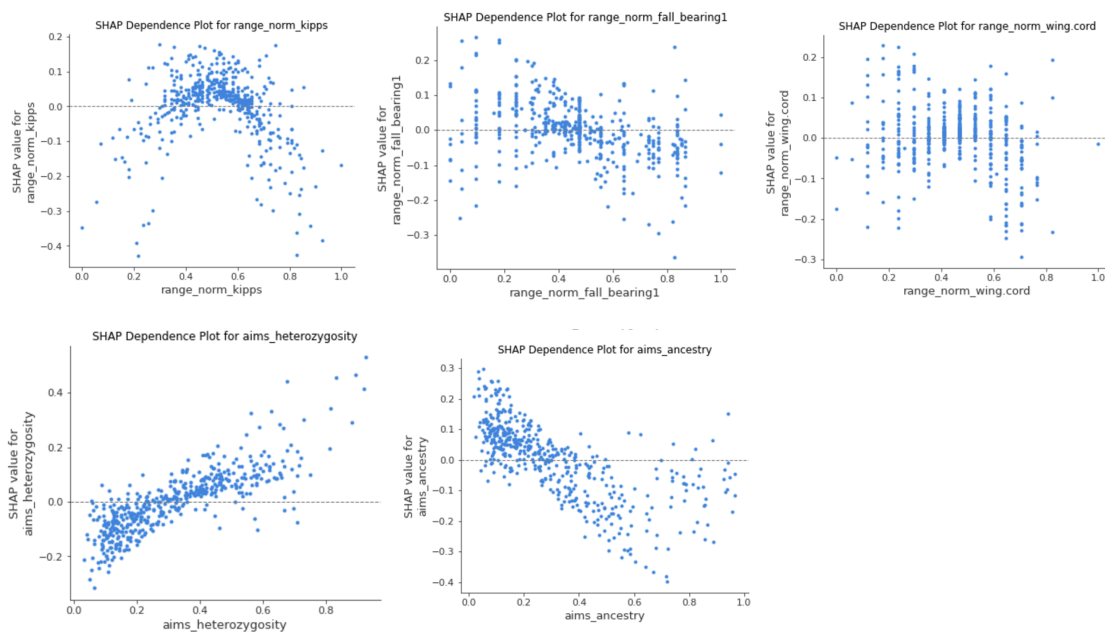 SHAP Dependence Plot for range_norm_kipps
SHAP value for
range_norm_kipps
0.2
0.1
0.0
−0.1
−0.2
−0.3
−0.4
0.0 0.2 0.4 0.6 0.8 1.0
range_norm_kipps
SHAP Dependence Plot for range_norm_fall_bearing1
SHAP value for
range_norm_fall_bearing1
0.2
0.1
0.0
−0.1
−0.2
−0.3
0.0 0.2 0.4 0.6 0.8 1.0
range_norm_fall_bearing1
SHAP Dependence Plot for range_norm_wing.cord
SHAP value for
range_norm_wing.cord
0.2
0.1
0.0
−0.1
−0.2
−0.3
0.0 0.2 0.4 0.6 0.8 1.0
range_norm_wing.cord
SHAP Dependence Plot for aims_heterozygosity
SHAP value for
aims_heterozygosity
0.4
0.2
0.0
−0.2
0.0 0.2 0.4 0.6 0.8
aims_heterozygosity
SHAP Dependence Plot for aims_ancestry
SHAP value for
aims_ancestry
0.3
0.2
0.1
0.0
−0.1
−0.2
−0.3
−0.4
0.0 0.2 0.4 0.6 0.8 1.0
aims_ancestry